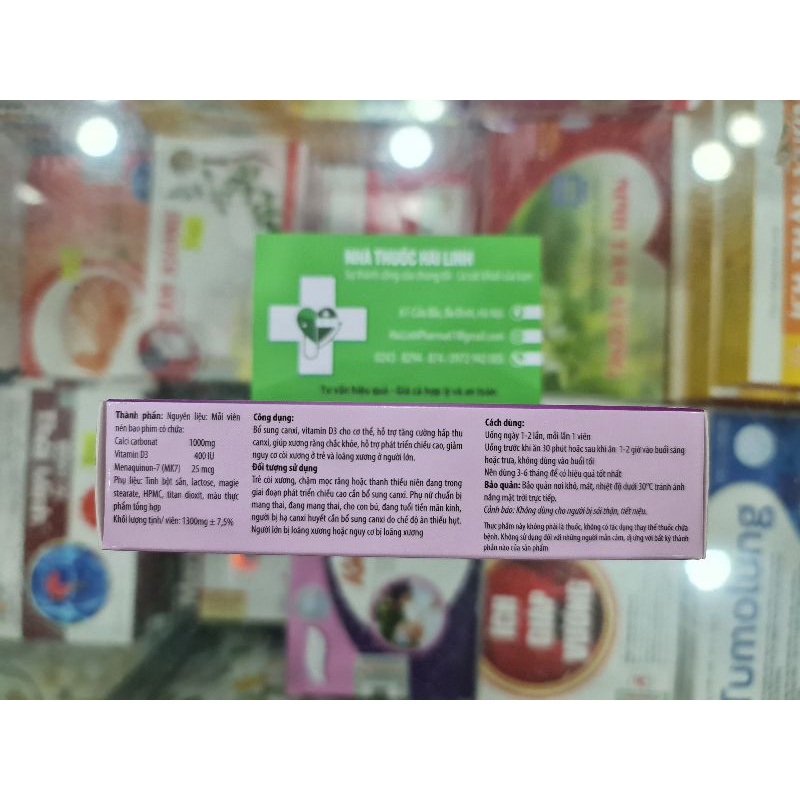 NHÀ THUỐC HẢI LINH
Thành phần: Nguyên liệu: Mỗi viên
nén bao phim có chứa:
Calci carbonat 1000mg
Vitamin D3 400 IU
Menaquinon-7 (MK7) 25 mcg
Phụ liệu: Tinh bột sắn, lactose, magie
stearate, HPMC, titan dioxit, màu thực
phẩm tổng hợp
Khối lượng tịnh/ viên: 1300mg ± 7,5%
Công dụng:
Bổ sung canxi, vitamin D3 cho cơ thể, hỗ trợ tăng cường hấp thu
canxi, giúp xương răng chắc khỏe, hỗ trợ phát triển chiều cao, giảm
nguy cơ còi xương ở trẻ và loãng xương ở người lớn.
Đối tượng sử dụng
Trẻ còi xương, chậm mọc răng hoặc thanh thiếu niên đang trong
giai đoạn phát triển chiều cao cần bổ sung canxi. Phụ nữ chuẩn bị
mang thai, đang mang thai, cho con bú, đang tuổi tiền mãn kinh,
người bị hạ canxi huyết cần bổ sung canxi do chế độ ăn thiếu hụt.
Người lớn bị loãng xương hoặc nguy cơ bị loãng xương
Cách dùng:
Uống ngày 1-2 lần, mỗi lần 1 viên
Uống trước khi ăn 30 phút hoặc sau khi ăn 1-2 giờ vào buổi sáng
hoặc trưa, không dùng vào buổi tối
Nên dùng 3-6 tháng để có hiệu quả tốt nhất
Bảo quản: Bảo quản nơi khô, mát, nhiệt độ dưới 30°C tránh ánh
nắng mặt trời trực tiếp.
Cảnh báo: Không dùng cho người bị sỏi thận, tiết niệu.
Thực phẩm này không phải là thuốc, không có tác dụng thay thế thuốc chữa
bệnh. Không sử dụng đối với những người mẫn cảm, dị ứng với bất kỳ thành
phần nào của sản phẩm
ÍCH
GIÁP
VƯƠNG
Tumolung